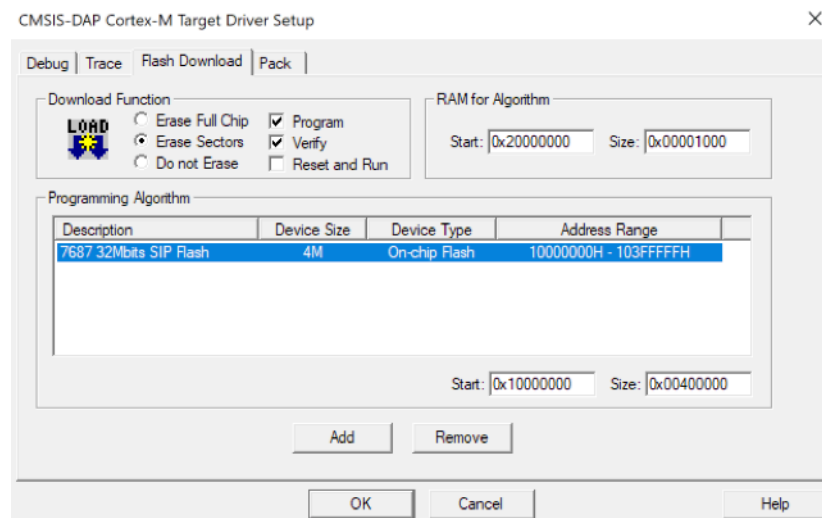 CMSIS-DAP Cortex-M Target Driver Setup
Debug Trace Flash Download Pack
Download Function
LOAD
Erase Full Chip
Erase Sectors
Do not Erase
Program
Verify
Reset and Run
RAM for Algorithm
Start: 0x20000000 Size: 0x00001000
Programming Algorithm
Description Device Size Device Type Address Range
7687 32Mbits SIP Flash 4M On-chip Flash 10000000H - 103FFFFFH
Start: 0x10000000 Size: 0x00400000
Add Remove
OK Cancel Help